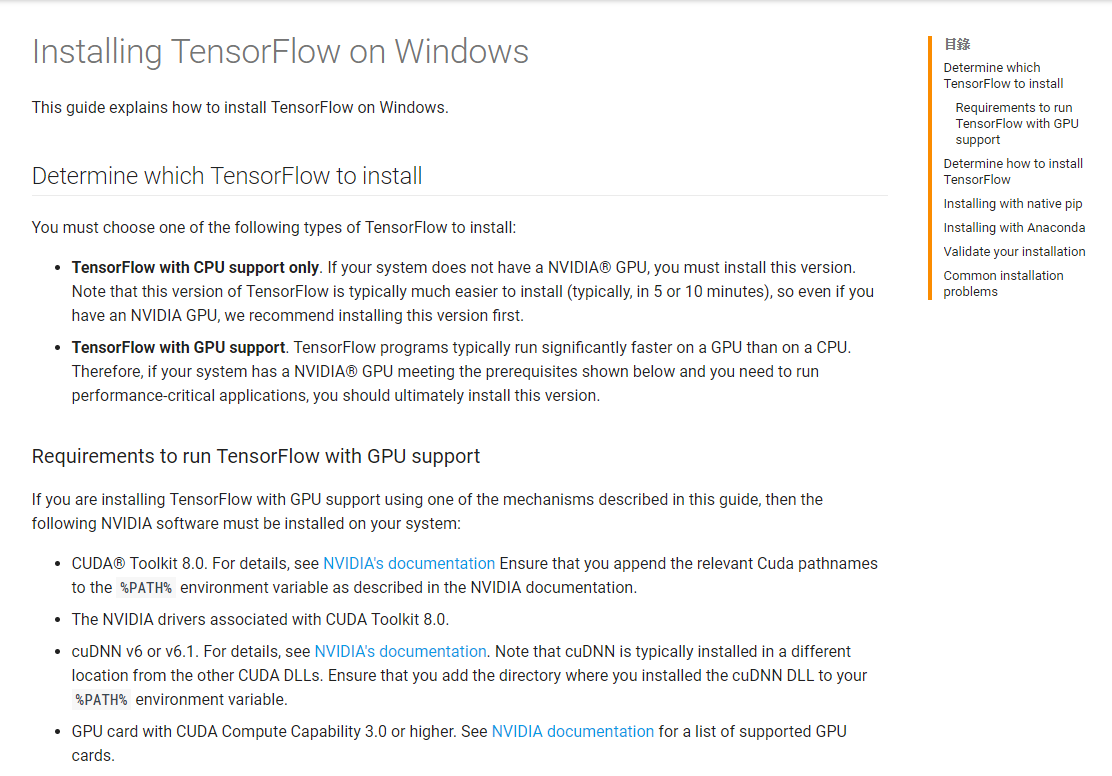 Installing TensorFlow on Windows
This guide explains how to install TensorFlow on Windows.
Determine which TensorFlow to install
You must choose one of the following types of TensorFlow to install:
• TensorFlow with CPU support only. If your system does not have a NVIDIA® GPU, you must install this version.
Note that this version of TensorFlow is typically much easier to install (typically, in 5 or 10 minutes), so even if you
have an NVIDIA GPU, we recommend installing this version first.
• TensorFlow with GPU support. TensorFlow programs typically run significantly faster on a GPU than on a CPU.
Therefore, if your system has a NVIDIA® GPU meeting the prerequisites shown below and you need to run
performance-critical applications, you should ultimately install this version.
Requirements to run TensorFlow with GPU support
If you are installing TensorFlow with GPU support using one of the mechanisms described in this guide, then the
following NVIDIA software must be installed on your system:
• CUDA® Toolkit 8.0. For details, see NVIDIA's documentation Ensure that you append the relevant Cuda pathnames
to the %PATH% environment variable as described in the NVIDIA documentation.
• The NVIDIA drivers associated with CUDA Toolkit 8.0.
• cuDNN v6 or v6.1. For details, see NVIDIA's documentation. Note that cuDNN is typically installed in a different
location from the other CUDA DLLs. Ensure that you add the directory where you installed the cuDNN DLL to your
%PATH% environment variable.
• GPU card with CUDA Compute Capability 3.0 or higher. See NVIDIA documentation for a list of supported GPU
cards.
目錄
Determine which
TensorFlow to install
Requirements to run
TensorFlow with GPU
support
Determine how to install
TensorFlow
Installing with native pip
Installing with Anaconda
Validate your installation
Common installation
problems